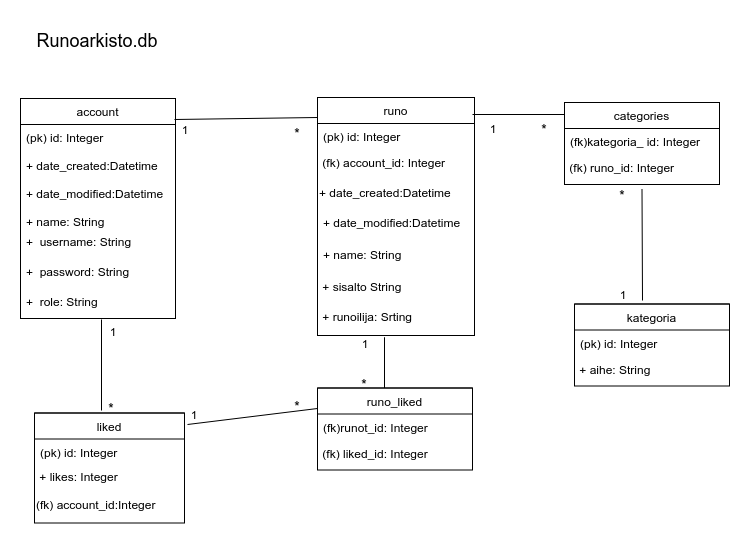 Runoarkisto.db
account
(pk) id: Integer
+ date_created:Datetime
+ date_modified:Datetime
+ name: String
+ username: String
+ password: String
+ role: String
1
*
runo
(pk) id: Integer
(fk) account_id: Integer
+ date_created:Datetime
+ date_modified:Datetime
+ name: String
+ sisalto String
+ runoilija: Srting
1
*
categories
(fk)kategoria_ id: Integer
(fk) runo_id: Integer
*
1
kategoria
(pk) id: Integer
+ aihe: String
1
*
liked
(pk) id: Integer
+ likes: Integer
(fk) account_id:Integer
1
*
1
*
runo_liked
(fk)runot_id: Integer
(fk) liked_id: Integer